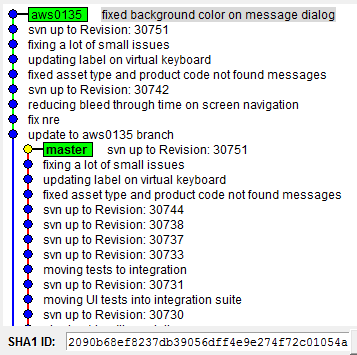 aws0135 fixed background color on message dialog
svn up to Revision: 30751
fixing a lot of small issues
updating label on virtual keyboard
fixed asset type and product code not found messages
svn up to Revision: 30742
reducing bleed through time on screen navigation
fix nre
update to aws0135 branch
master svn up to Revision: 30751
fixing a lot of small issues
updating label on virtual keyboard
fixed asset type and product code not found messages
svn up to Revision: 30744
svn up to Revision: 30738
svn up to Revision: 30737
svn up to Revision: 30733
moving tests to integration
svn up to Revision: 30731
moving UI tests into integration suite
svn up to Revision: 30730
SHA1 ID: 2090b68ef8237db39056dff4e9e274f72c01054a